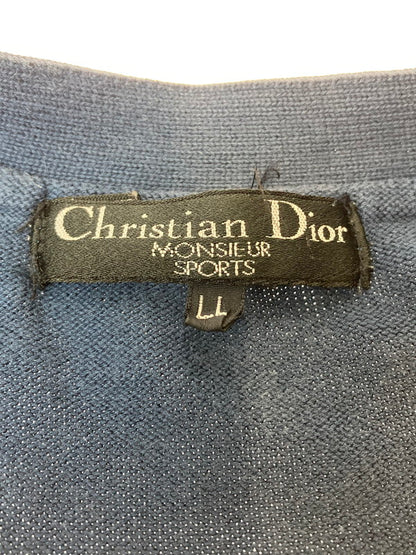 Christian Dior
MONSIEUR
SPORTS
LL